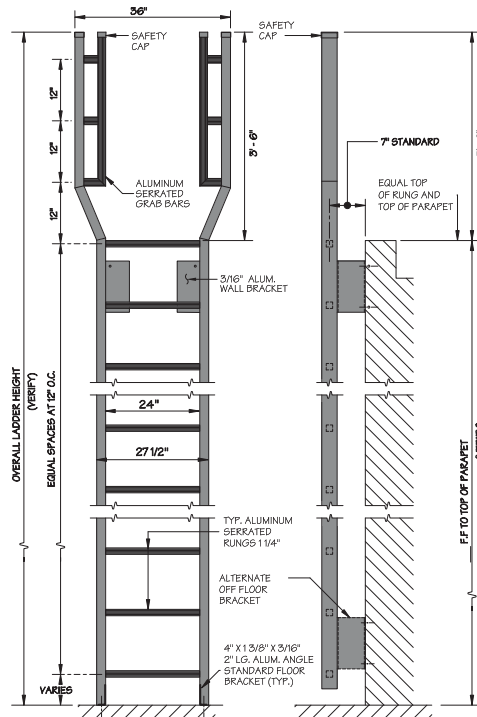 36"
SAFETY
CAP
SAFETY
CAP
12"
12"
12"
3' - 6"
7" STANDARD
ALUMINUM
SERRATED
GRAB BARS
EQUAL TOP
OF RUNG AND
TOP OF PARAPET
3/16" ALUM.
WALL BRACKET
OVERALL LADDER HEIGHT
(VERIFY)
EQUAL SPACES AT 12" O.C.
24"
27 1/2"
F.F TO TOP OF PARAPET
TYP. ALUMINUM
SERRATED
RUNGS 1 1/4"
ALTERNATE
OFF FLOOR
BRACKET
4" X 1 3/8" X 3/16"
2" LG. ALUM. ANGLE
STANDARD FLOOR
BRACKET (TYP.)
VARIES